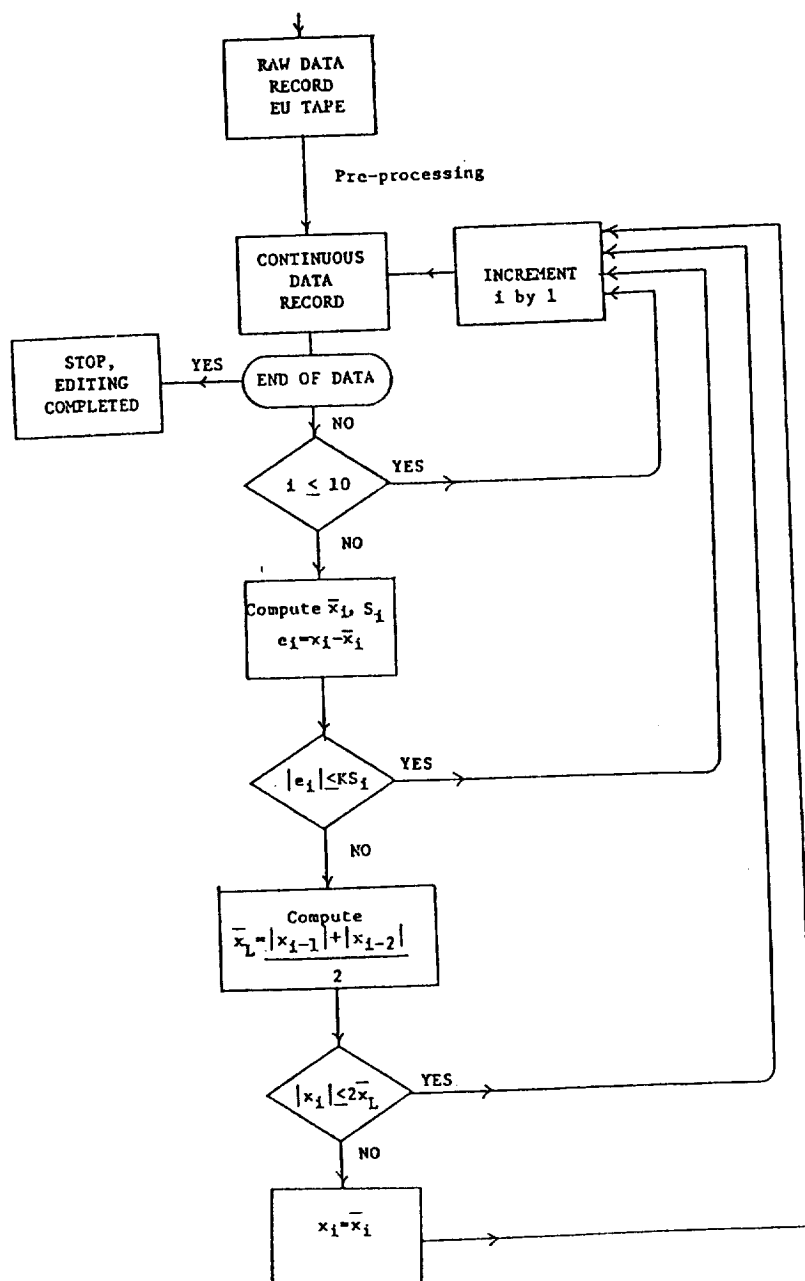 RAW DATA
RECORD
EU TAPE
Pre-processing
CONTINUOUS
DATA
RECORD
INCREMENT
i by 1
STOP,
EDITING
COMPLETED
YES
END OF DATA
NO
i ≤ 10
YES
NO
Compute x̄i, Si
ei=xi-x̄i
|ei|≤KSi
YES
NO
Compute
x̄L=|xi-1|+|xi-2|
2
|xi|≤2x̄L
YES
NO
xi=x̄i